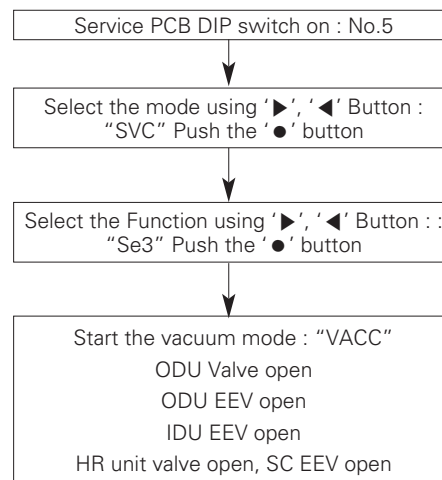 Service PCB DIP switch on : No.5
Select the mode using ‘▶’, ‘◀’ Button :
“SVC” Push the ‘●’ button
Select the Function using ‘▶’, ‘◀’ Button : :
“Se3” Push the ‘●’ button
Start the vacuum mode : “VACC”
ODU Valve open
ODU EEV open
IDU EEV open
HR unit valve open, SC EEV open